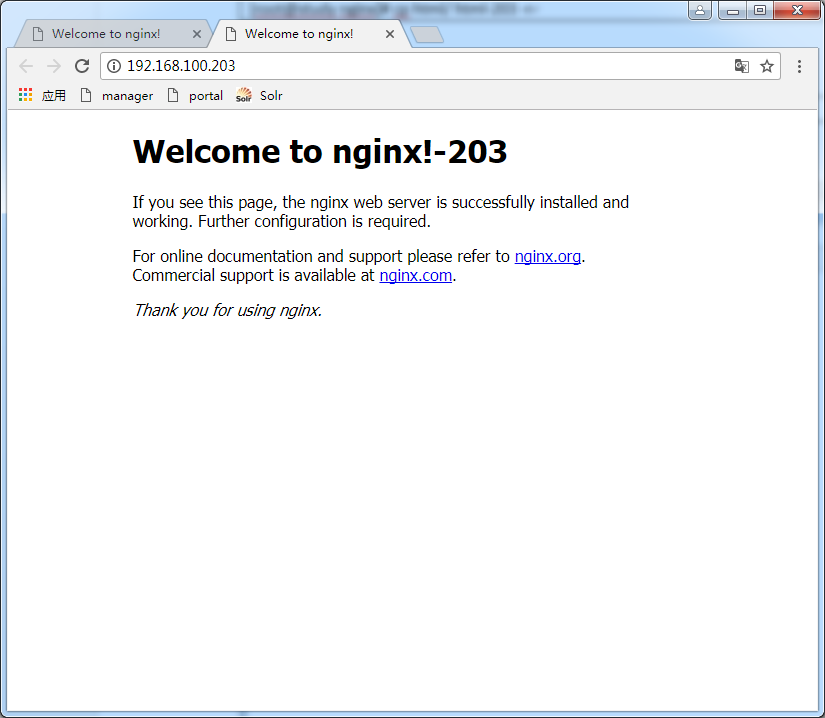 Welcome to nginx!
Welcome to nginx!
192.168.100.203
应用 manager portal Solr Solr
Welcome to nginx!-203
If you see this page, the nginx web server is successfully installed and
working. Further configuration is required.
For online documentation and support please refer to nginx.org.
Commercial support is available at nginx.com.
Thank you for using nginx.